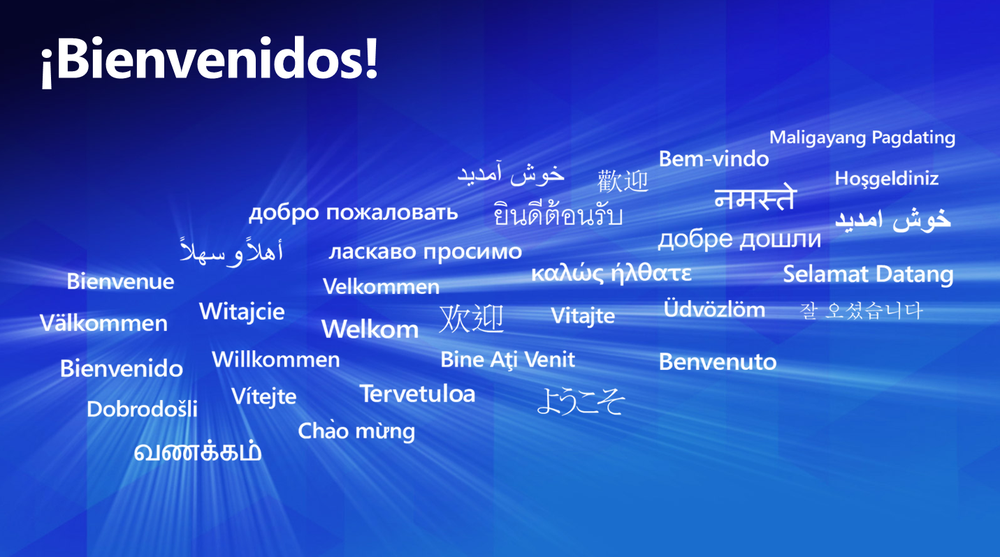 ¡Bienvenidos!
Maligayang Pagdating
Bem-vindo
خوش آمدید
歡迎
Hoşgeldiniz
नमस्ते
добро пожаловать
ยินดีต้อนรับ
خوش امدید
добре дошли
أهلاً و سهلاً
ласкаво просимо
καλώς ήλθατε
Selamat Datang
Bienvenue
Velkommen
Witajcie
Üdvözlöm
잘 오셨습니다
Välkommen
Welkom
欢迎
Vitajte
Bienvenido
Willkommen
Bine Aţi Venit
Benvenuto
Dobrodošli
Vítejte
Tervetuloa
ようこそ
Chào mừng
வணக்கம்